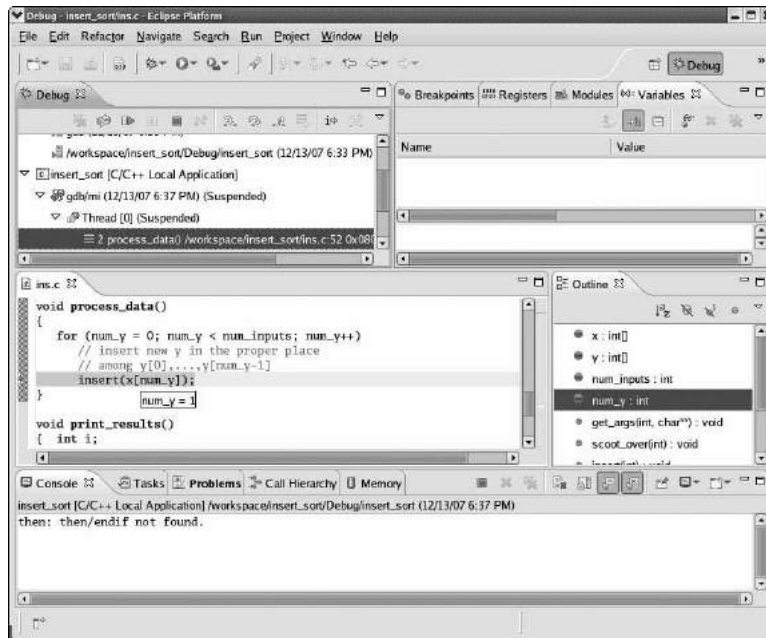 Debug - insert_sort/ins.c - Eclipse Platform
File Edit Refactor Navigate Search Run Project Window Help
Debug
Debug
Breakpoints Registers Modules Variables
/workspace/insert_sort/Debug/insert_sort (12/13/07 6:33 PM)
insert_sort [C/C++ Local Application]
gdb/mi (12/13/07 6:37 PM) (Suspended)
Thread [0] (Suspended)
2 process_data() /workspace/insert_sort/ins.c:52
Name Value
ins.c
void process_data()
{
for (num_y = 0; num_y < num_inputs; num_y++)
// insert new y in the proper place
// among y[0],...,y[num_y-1]
insert(x[num_y]);
}
num_y = 1
void print_results()
{ int i;
Outline
x : int[]
y : int[]
num_inputs : int
num_y : int
get_args(int, char**) : void
scoot_over(int) : void
Console Tasks Problems Call Hierarchy Memory
insert_sort [C/C++ Local Application] /workspace/insert_sort/Debug/insert_sort (12/13/07 6:37 PM)
then: then/endif not found.